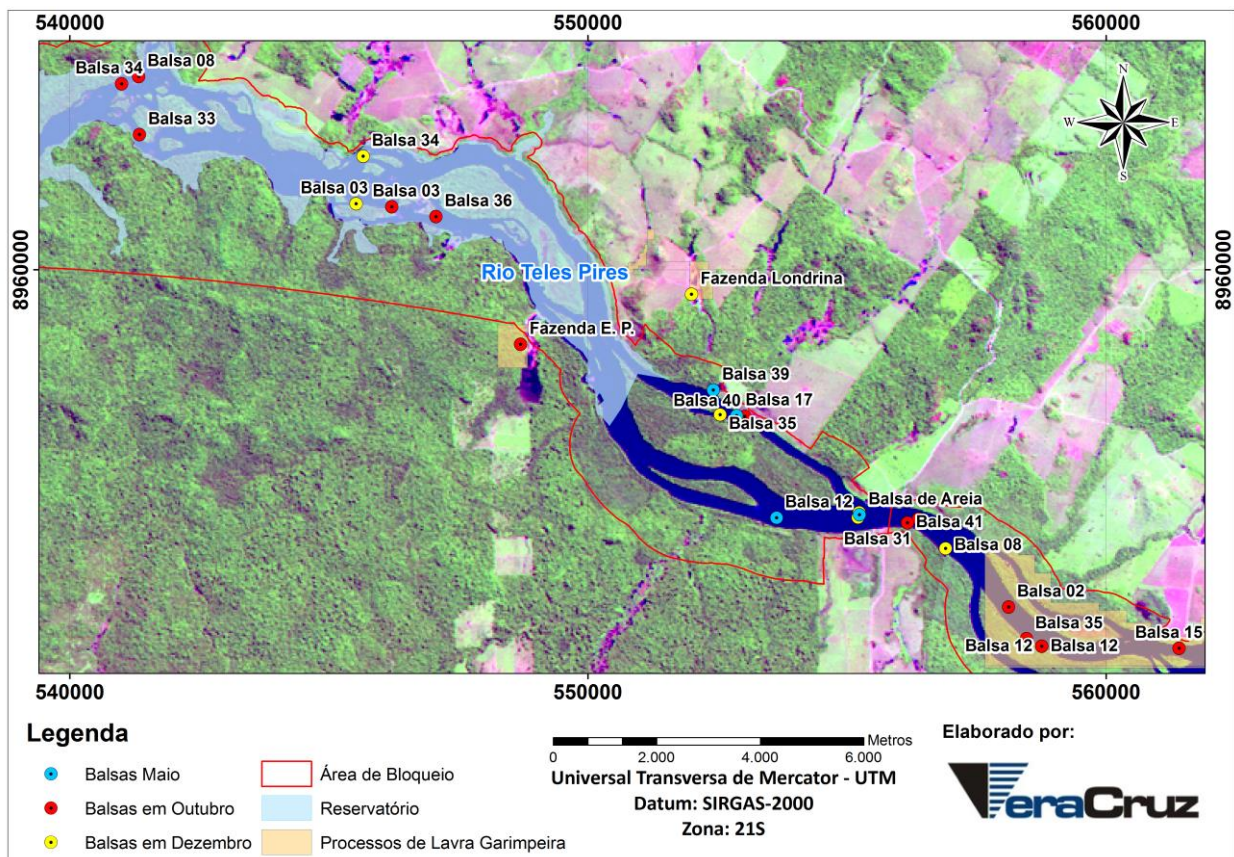 540000 550000 560000
Balsa 08
Balsa 34
N
Balsa 33
W E
Balsa 34
S
Balsa 03 Balsa 03
Balsa 36
8960000 Rio Teles Pires Fazenda Londrina 8960000
Fazenda E. P.
Balsa 39
Balsa 40 Balsa 17
Balsa 35
Balsa 12 Balsa de Areia
Balsa 41
Balsa 31
Balsa 08
Balsa 02
Balsa 35
Balsa 15
Balsa 12 Balsa 12
540000 550000 560000
Legenda
Balsas Maio
Balsas em Outubro
Balsas em Dezembro
Área de Bloqueio
Reservatório
Processos de Lavra Garimpeira
Metros
0 2.000 4.000 6.000
Universal Transversa de Mercator - UTM
Datum: SIRGAS-2000
Zona: 21S
Elaborado por:
VeraCruz